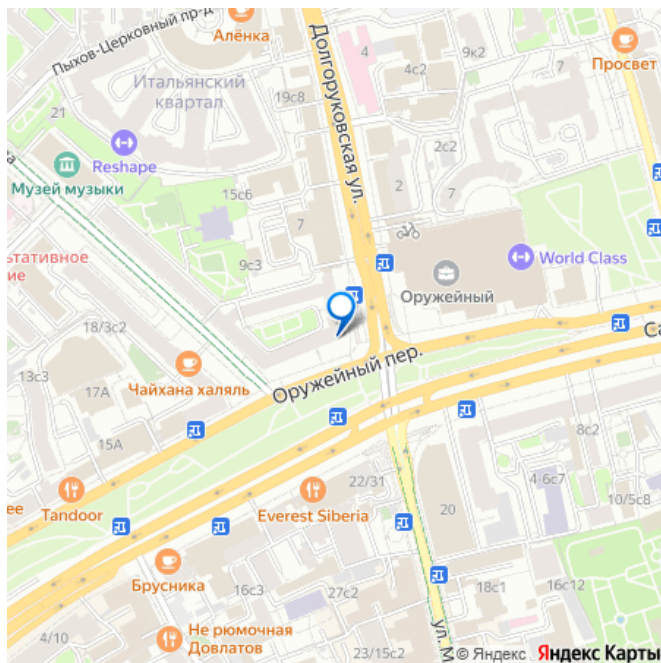 Алёнка
Пыхов-Церковный пр-д
4
9к2
Просвет
7
4с2
Итальянский
квартал
19с8
21
Долгоруковская ул.
Reshape
2с2
Музей музыки
15с6
2
7
7
9с3
World Class
Оружейный
18/3с2
Чайхана халяль
Оружейный пер.
13с3
17А
15А
8с2
22/31
4-6с7
10/5с8
Tandoor
Everest Siberia
20
Брусника
16с3
27с2
18с1
16с12
4/10
Не рюмочная
Довлатов
23/15с2
ул. М
© Яндекс Яндекс Карты